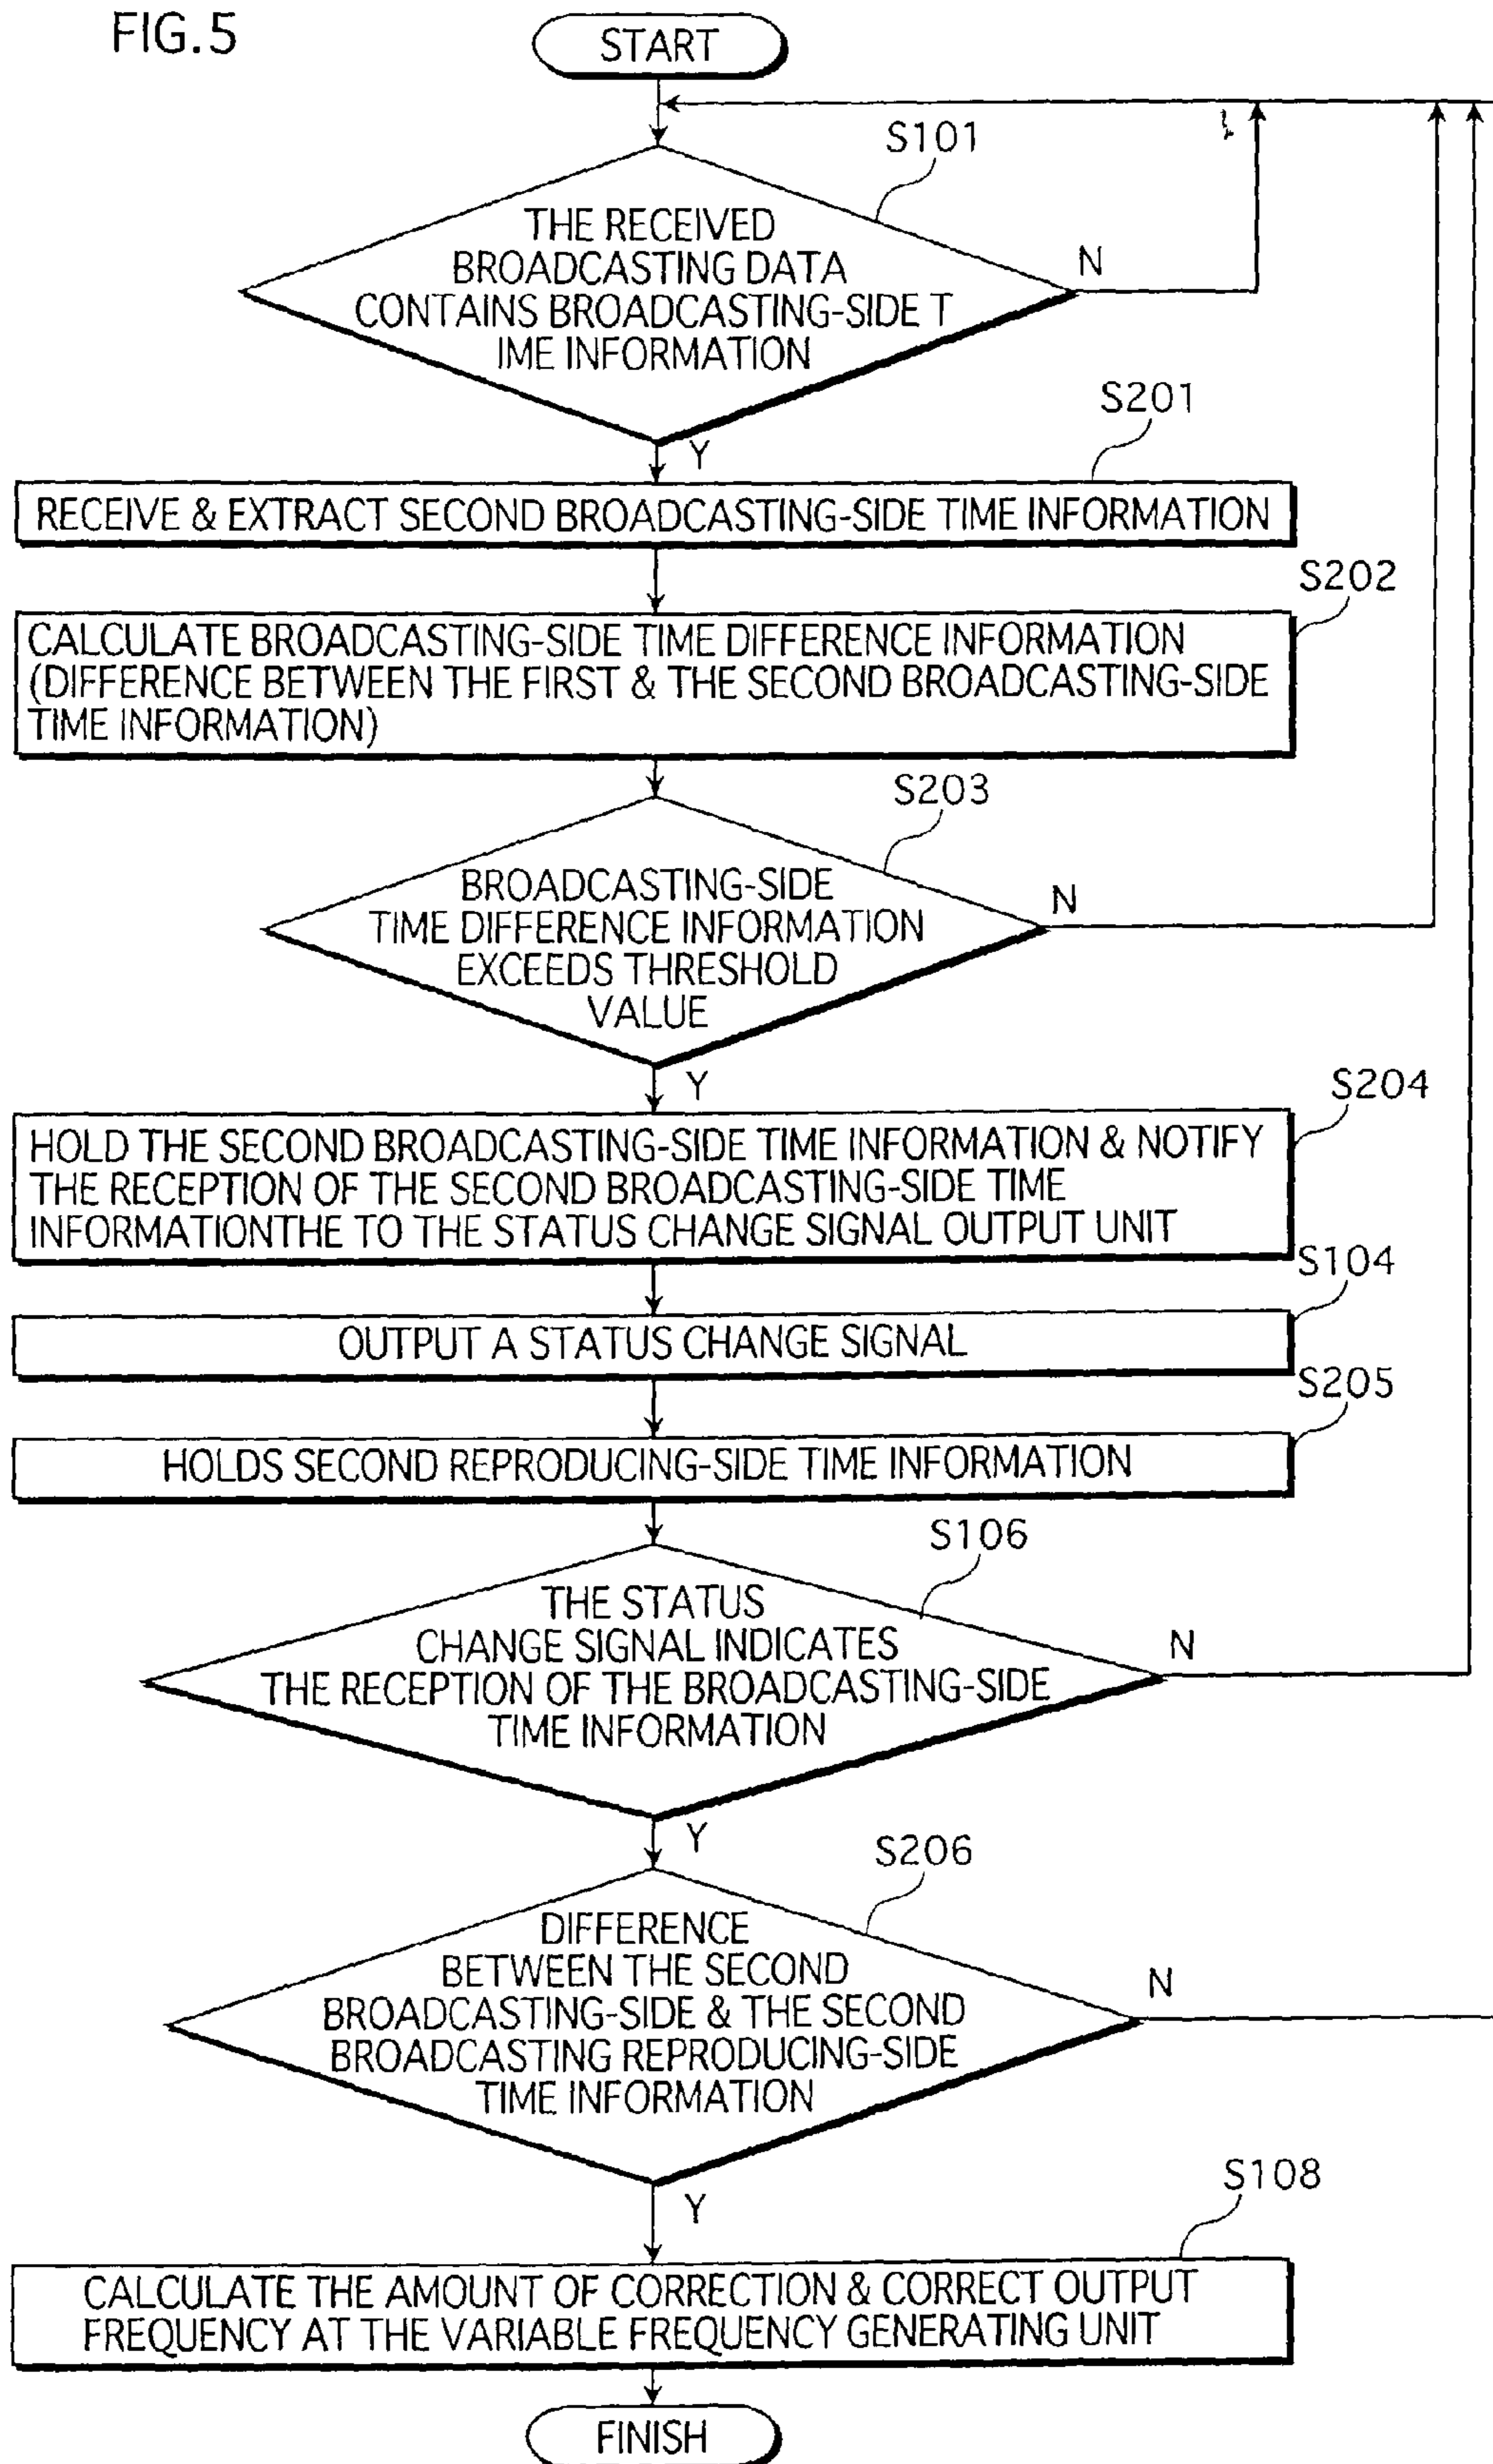 FIG.5
START
S101
THE RECEIVED
BROADCASTING DATA
CONTAINS BROADCASTING-SIDE T
IME INFORMATION
N
Y
S201
RECEIVE & EXTRACT SECOND BROADCASTING-SIDE TIME INFORMATION
S202
CALCULATE BROADCASTING-SIDE TIME DIFFERENCE INFORMATION
(DIFFERENCE BETWEEN THE FIRST & THE SECOND BROADCASTING-SIDE
TIME INFORMATION)
S203
BROADCASTING-SIDE
TIME DIFFERENCE INFORMATION
EXCEEDS THRESHOLD
VALUE
N
Y
S204
HOLD THE SECOND BROADCASTING-SIDE TIME INFORMATION & NOTIFY
THE RECEPTION OF THE SECOND BROADCASTING-SIDE TIME
INFORMATIONTHE TO THE STATUS CHANGE SIGNAL OUTPUT UNIT
S104
OUTPUT A STATUS CHANGE SIGNAL
S205
HOLDS SECOND REPRODUCING-SIDE TIME INFORMATION
S106
THE STATUS
CHANGE SIGNAL INDICATES
THE RECEPTION OF THE BROADCASTING-SIDE
TIME INFORMATION
N
Y
S206
DIFFERENCE
BETWEEN THE SECOND
BROADCASTING-SIDE & THE SECOND
BROADCASTING REPRODUCING-SIDE
TIME INFORMATION
N
Y
S108
CALCULATE THE AMOUNT OF CORRECTION & CORRECT OUTPUT
FREQUENCY AT THE VARIABLE FREQUENCY GENERATING UNIT
FINISH